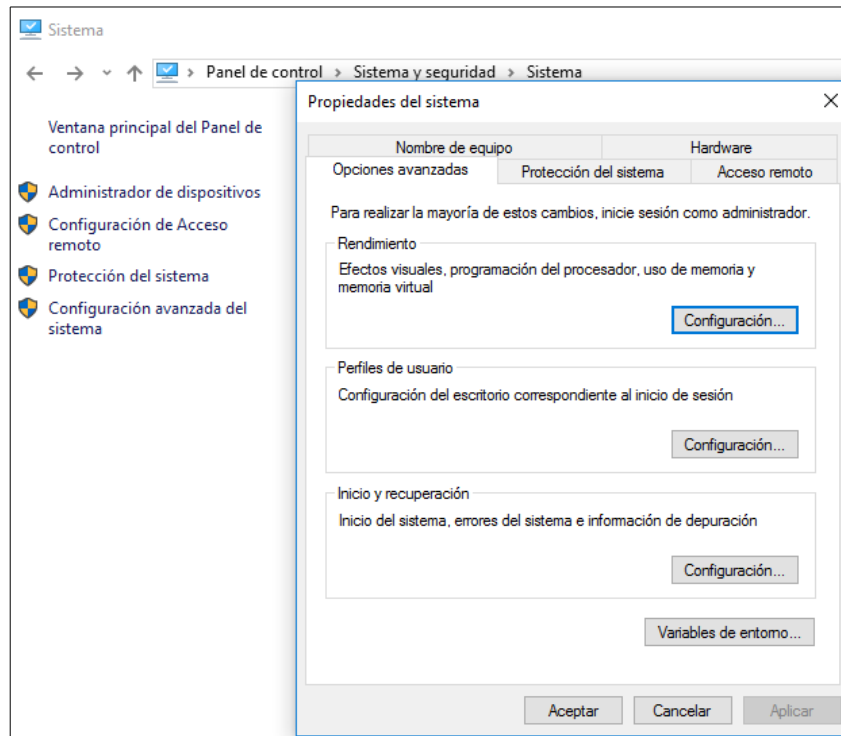 Sistema
Panel de control > Sistema y seguridad > Sistema
Ventana principal del Panel de
control
Administrador de dispositivos
Configuración de Acceso
remoto
Protección del sistema
Configuración avanzada del
sistema
Propiedades del sistema
Nombre de equipo
Hardware
Opciones avanzadas
Protección del sistema
Acceso remoto
Para realizar la mayoría de estos cambios, inicie sesión como administrador.
Rendimiento
Efectos visuales, programación del procesador, uso de memoria y
memoria virtual
Configuración...
Perfiles de usuario
Configuración del escritorio correspondiente al inicio de sesión
Configuración...
Inicio y recuperación
Inicio del sistema, errores del sistema e información de depuración
Configuración...
Variables de entorno...
Aceptar
Cancelar
Aplicar